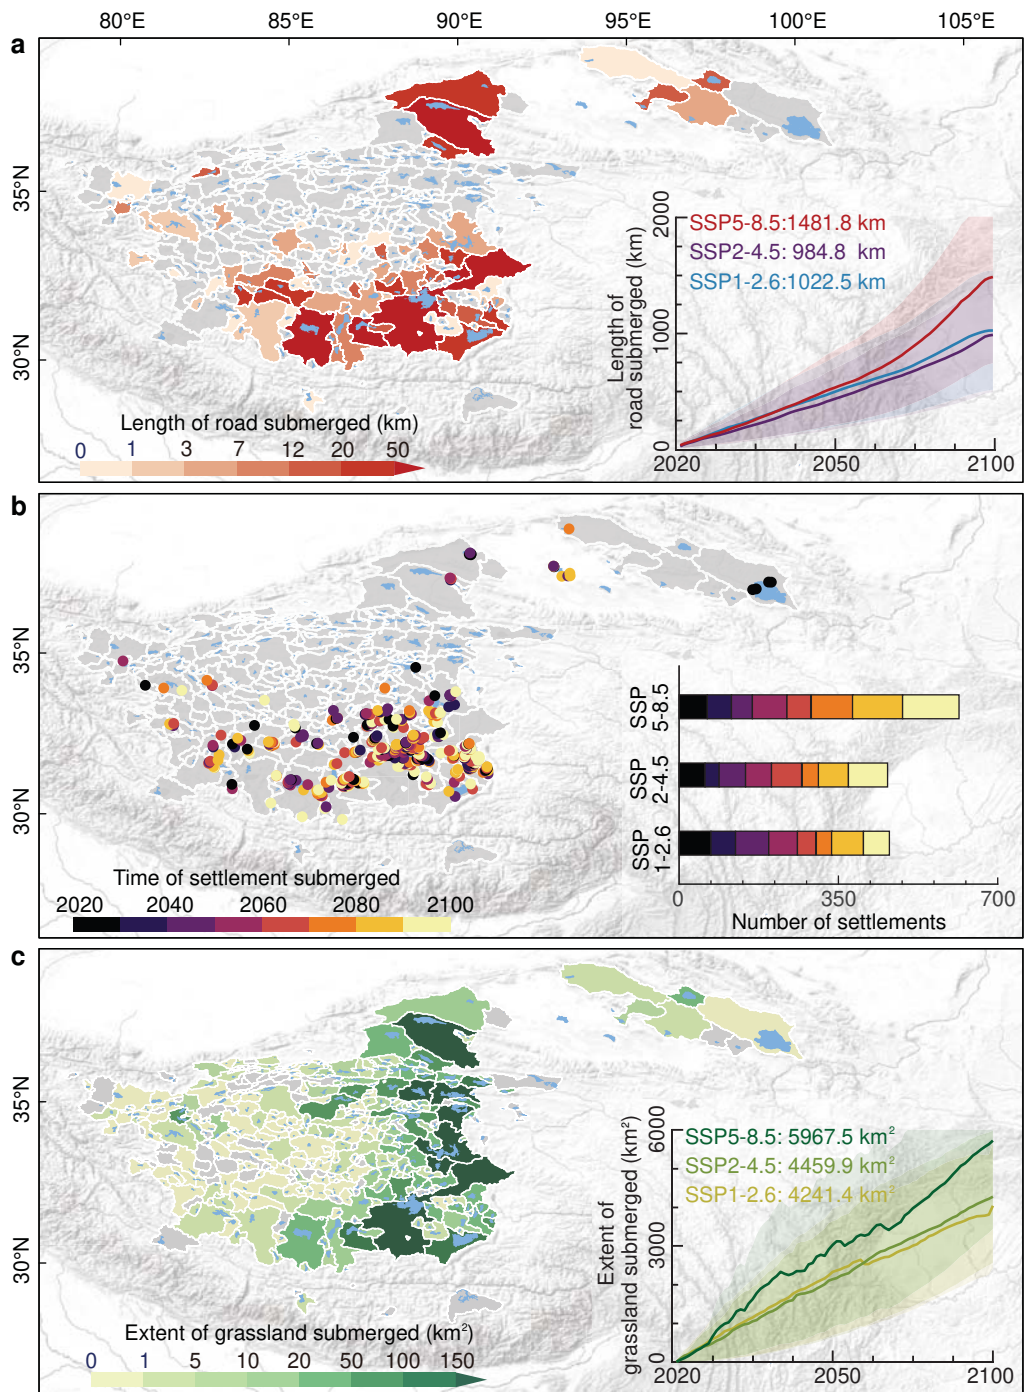 80°E 85°E 90°E 95°E 100°E 105°E
a
35°N
30°N
SSP5-8.5:1481.8 km
SSP2-4.5: 984.8 km
SSP1-2.6:1022.5 km
Length of
road submerged (km)
2000
1000
0
2020 2050 2100
Length of road submerged (km)
0 1 3 7 12 20 50
b
35°N
30°N
SSP
5-8.5
SSP
2-4.5
SSP
1-2.6
0 350 700
Number of settlements
Time of settlement submerged
2020 2040 2060 2080 2100
c
35°N
30°N
SSP5-8.5: 5967.5 km²
SSP2-4.5: 4459.9 km²
SSP1-2.6: 4241.4 km²
Extent of
grassland submerged (km²)
6000
3000
0
2020 2050 2100
Extent of grassland submerged (km²)
0 1 5 10 20 50 100 150